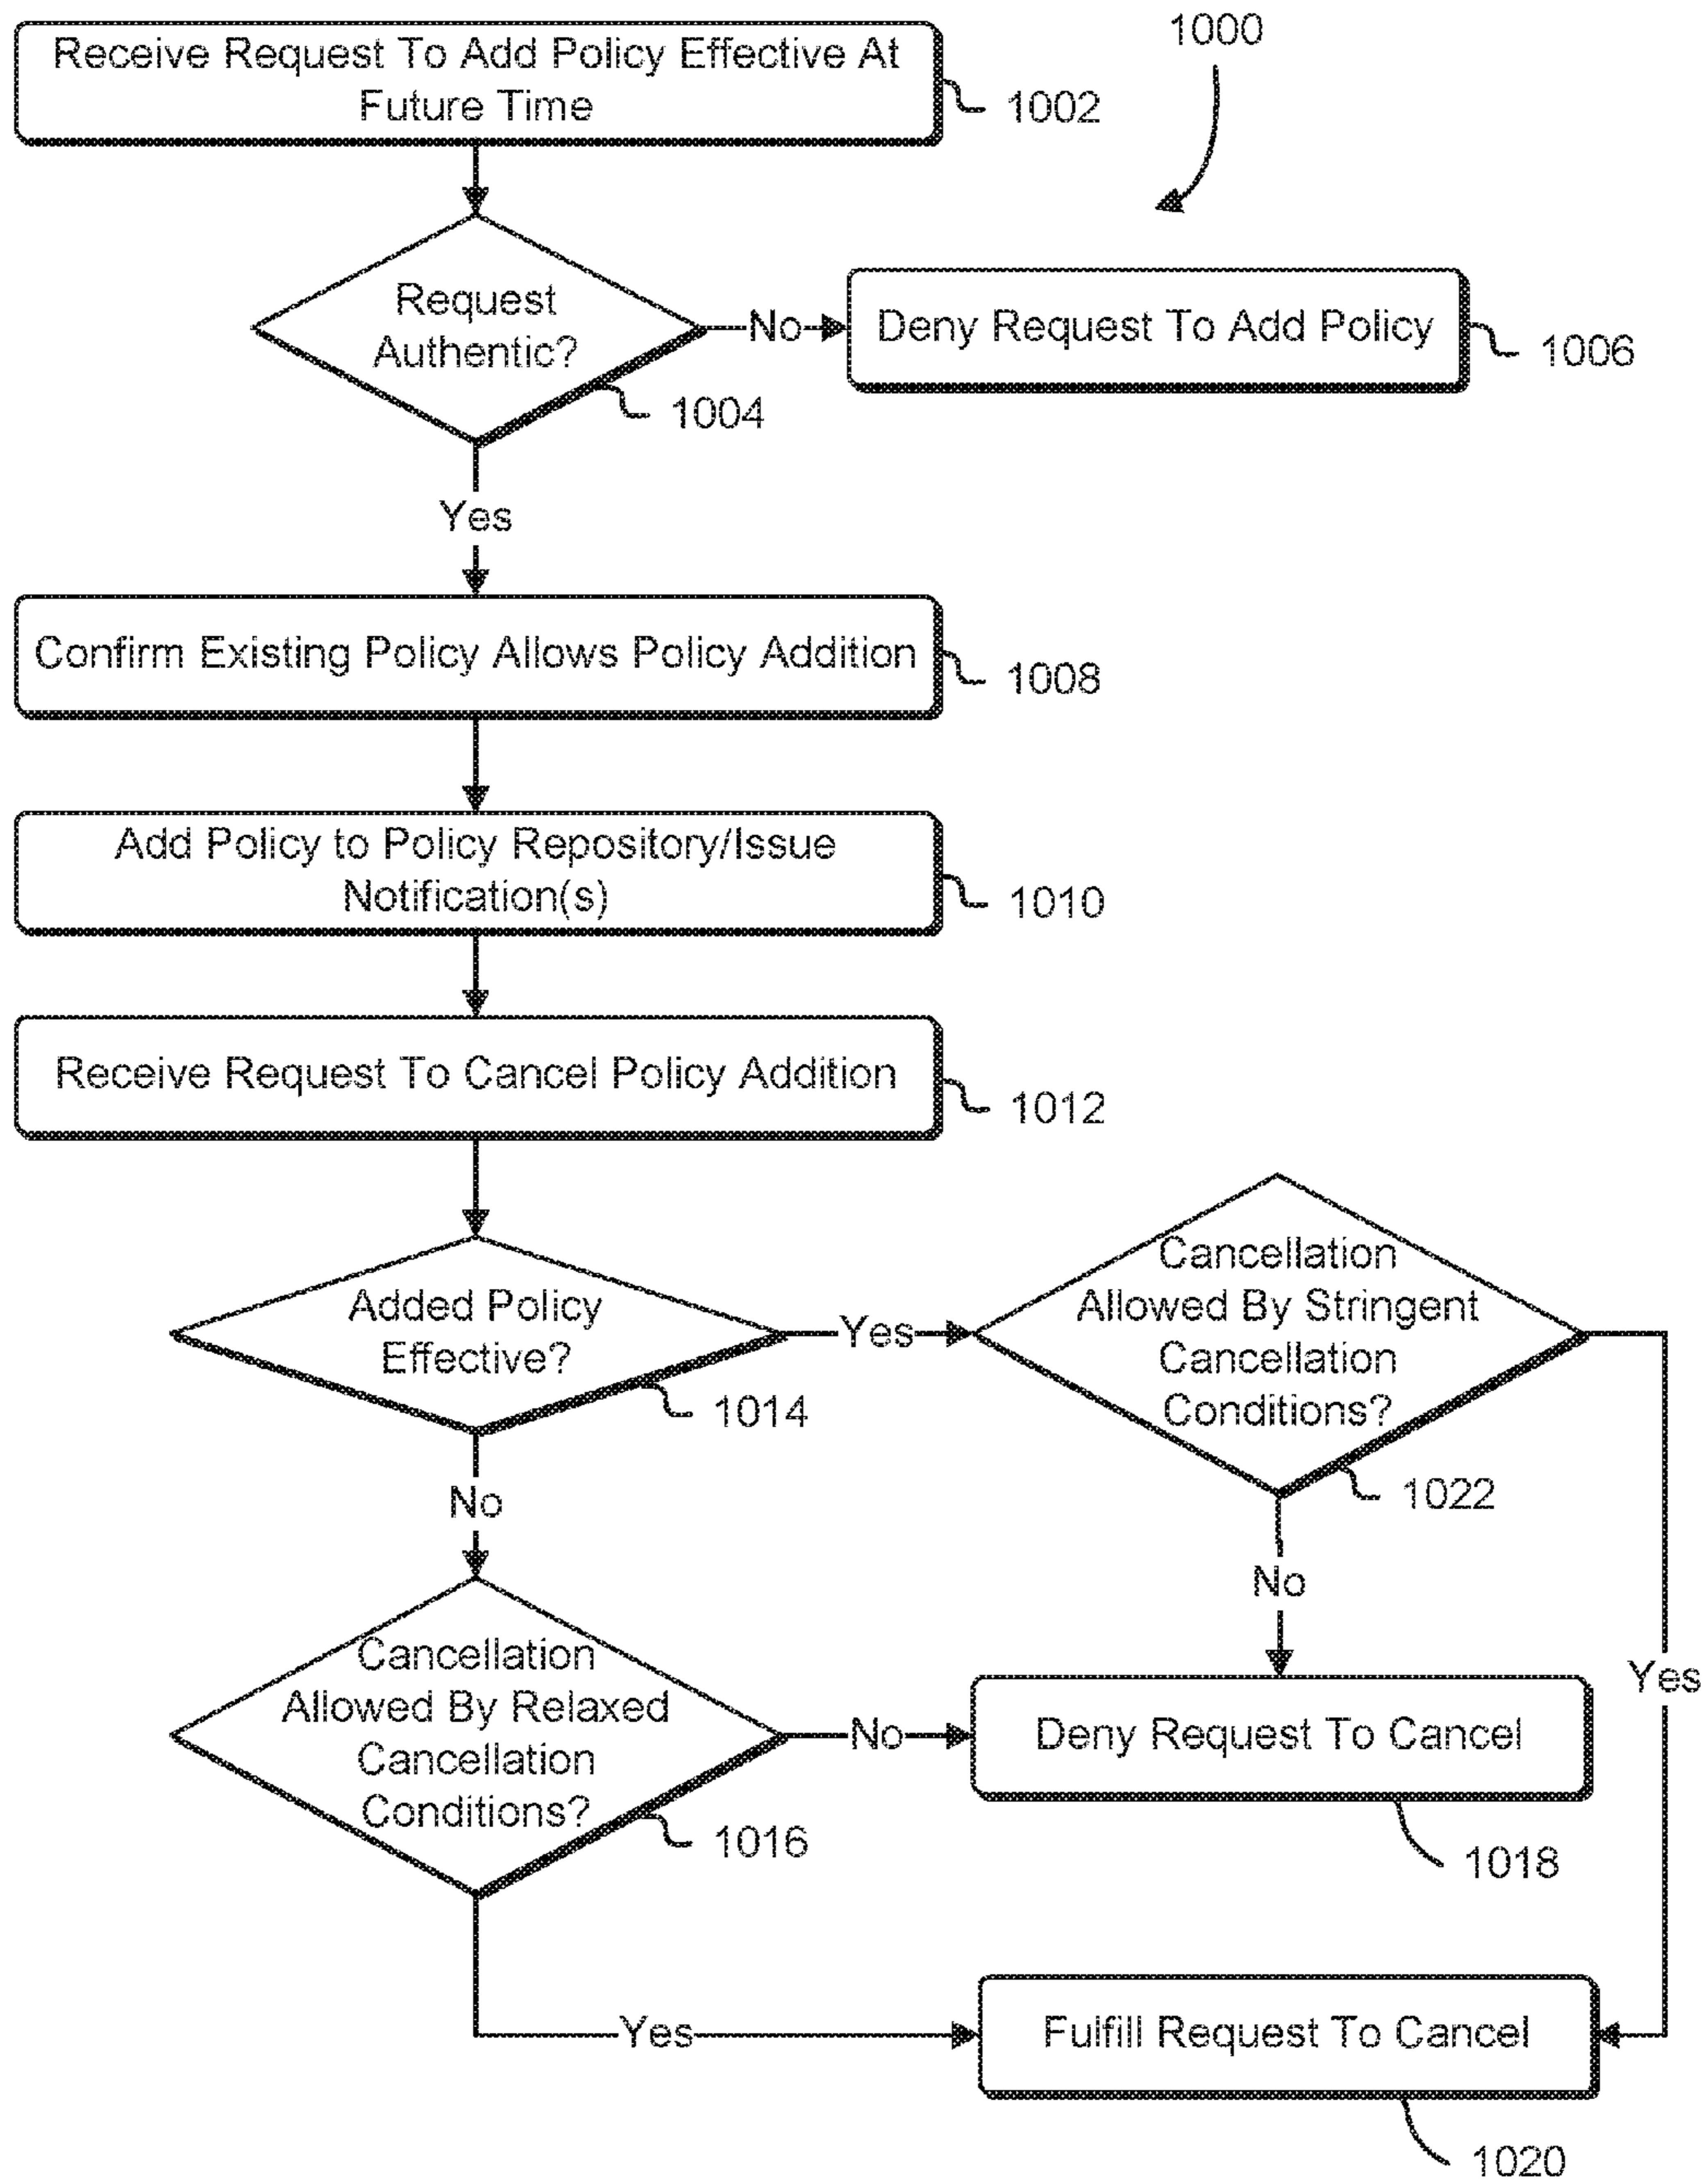 Receive Request To Add Policy Effective At
Future Time
1002
1000
Request
Authentic?
1004
No
Deny Request To Add Policy
1006
Yes
Confirm Existing Policy Allows Policy Addition
1008
Add Policy to Policy Repository/Issue
Notification(s)
1010
Receive Request To Cancel Policy Addition
1012
Added Policy
Effective?
1014
Yes
Cancellation
Allowed By Stringent
Cancellation
Conditions?
1022
No
No
Yes
Cancellation
Allowed By Relaxed
Cancellation
Conditions?
1016
No
Deny Request To Cancel
1018
Yes
Fulfill Request To Cancel
1020